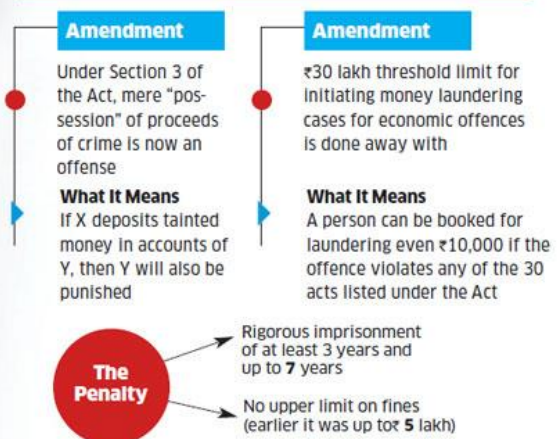 Amendment
Under Section 3 of
the Act, mere “pos-
session” of proceeds
of crime is now an
offense
What It Means
If X deposits tainted
money in accounts of
Y, then Y will also be
punished
Amendment
₹30 lakh threshold limit for
initiating money laundering
cases for economic offences
is done away with
What It Means
A person can be booked for
laundering even ₹10,000 if the
offence violates any of the 30
acts listed under the Act
The
Penalty
Rigorous imprisonment
of at least 3 years and
up to 7 years
No upper limit on fines
(earlier it was up to₹ 5 lakh)